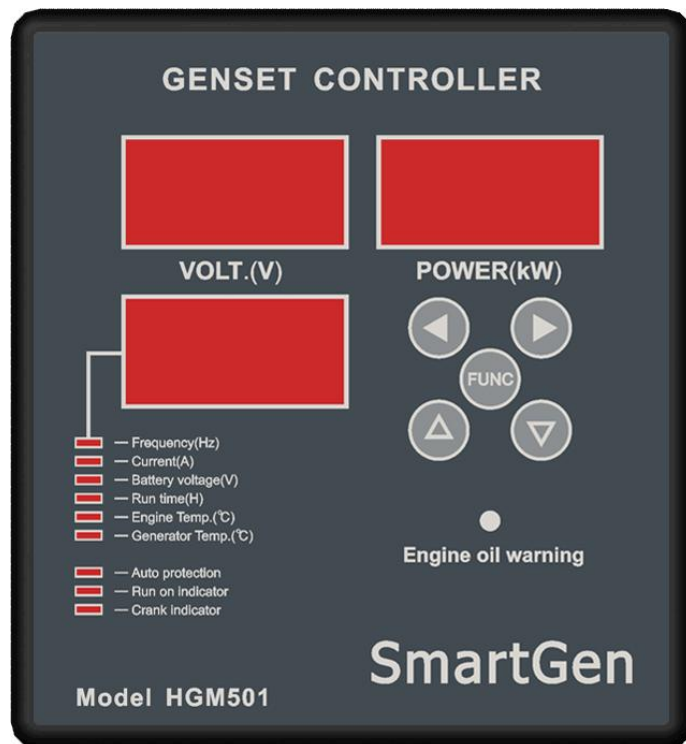 GENSET CONTROLLER
VOLT.(V)
POWER(kW)
FUNC
Frequency(Hz)
Current(A)
Battery voltage(V)
Run time(H)
Engine Temp.(℃)
Generator Temp.(℃)
Auto protection
Run on indicator
Crank indicator
Engine oil warning
SmartGen
Model HGM501